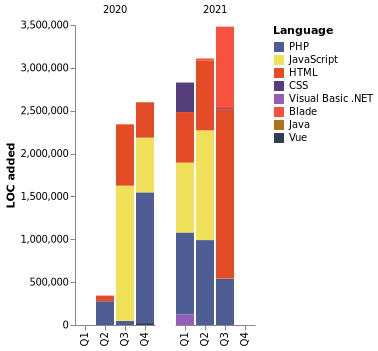 2020 2021
LOC added
3,500,000
3,000,000
2,500,000
2,000,000
1,500,000
1,000,000
500,000
0
Q1 Q2 Q3 Q4 Q1 Q2 Q3 Q4
Language
PHP
JavaScript
HTML
CSS
Visual Basic .NET
Blade
Java
Vue